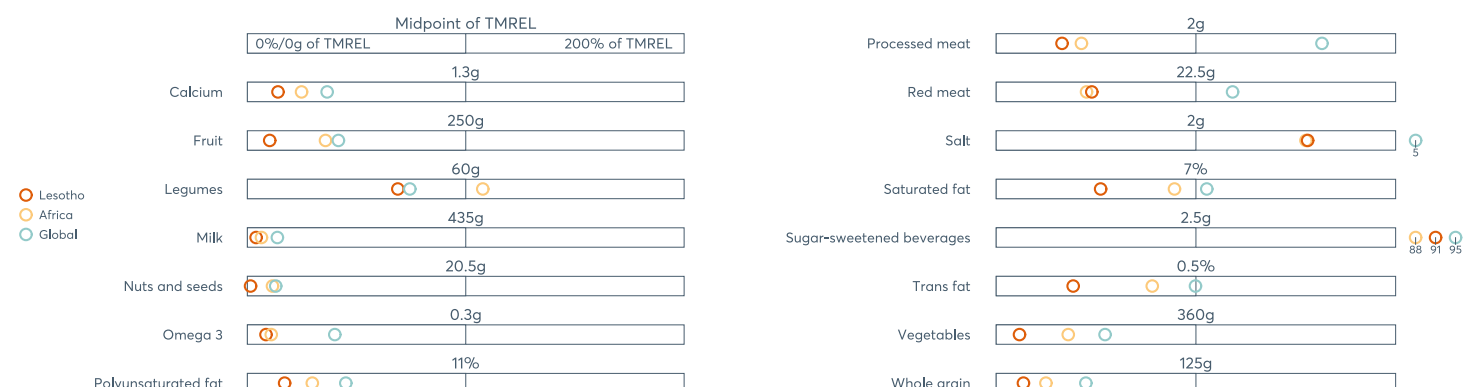 Midpoint of TMREL
0%/0g of TMREL 200% of TMREL
1.3g
Calcium
250g
Fruit
60g
Legumes
435g
Milk
20.5g
Nuts and seeds
0.3g
Omega 3
11%
Polyunsaturated fat
Lesotho
Africa
Global
2g
Processed meat
22.5g
Red meat
2g
Salt
5
7%
Saturated fat
2.5g
Sugar-sweetened beverages
88 91 95
0.5%
Trans fat
360g
Vegetables
125g
Whole grain